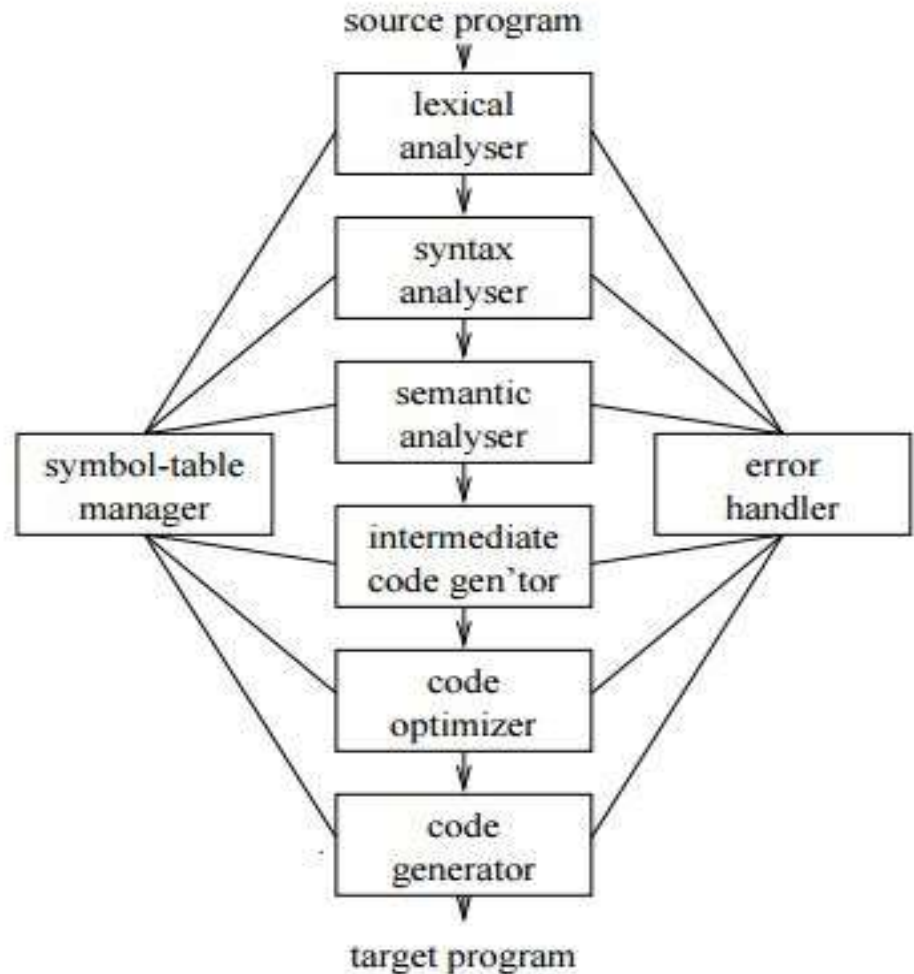 source program
lexical
analyser
syntax
analyser
semantic
analyser
symbol-table
manager
error
handler
intermediate
code gen'tor
code
optimizer
code
generator
target program